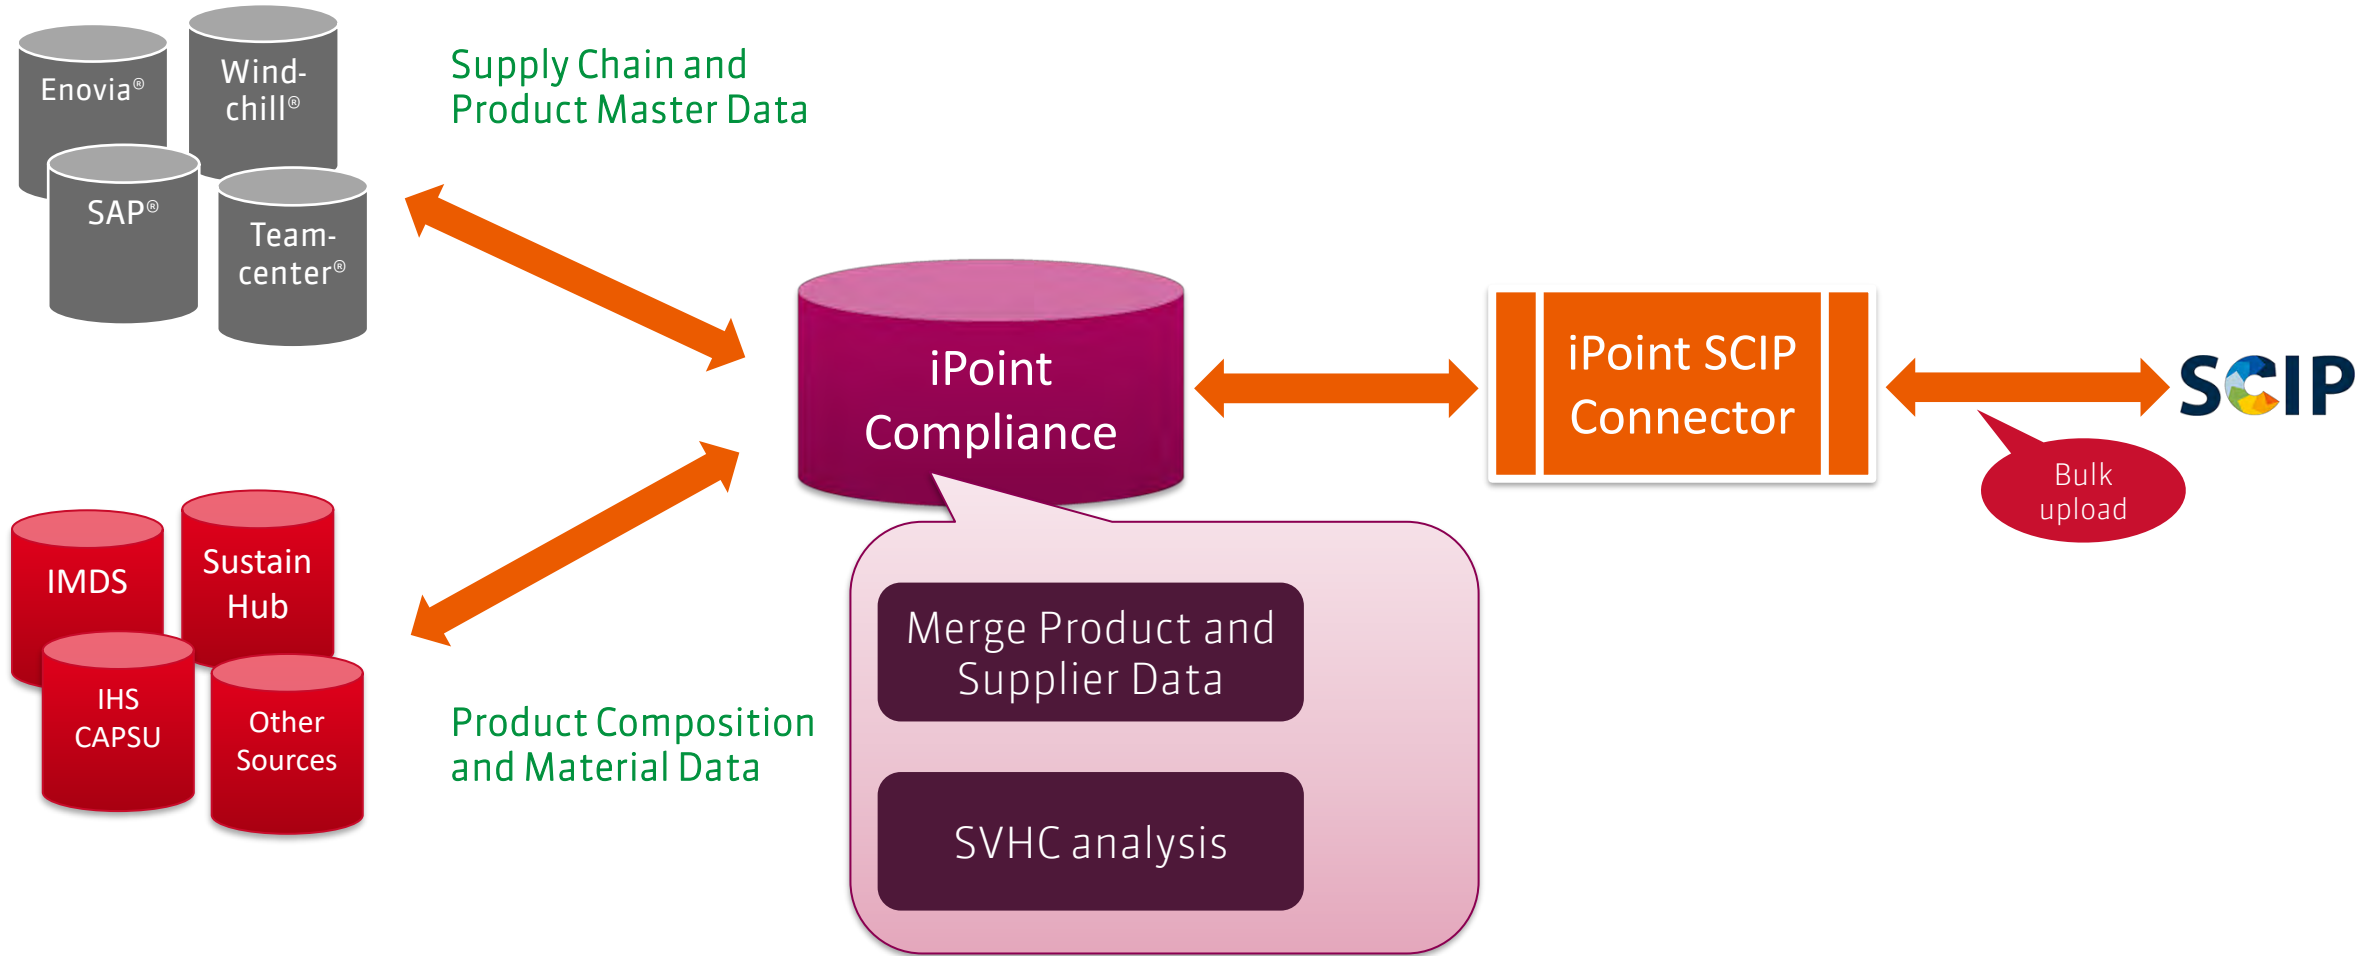 Enovia®
Wind-
chill®
SAP®
Team-
center®
Supply Chain and
Product Master Data
iPoint
Compliance
iPoint SCIP
Connector
SCIP
Bulk
upload
IMDS
Sustain
Hub
IHS
CAPSU
Other
Sources
Product Composition
and Material Data
Merge Product and
Supplier Data
SVHC analysis